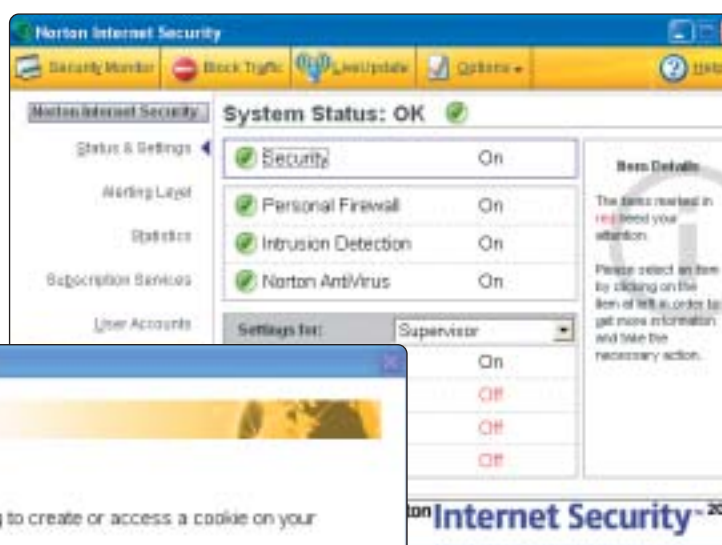 Norton Internet Security
Security Monitor Block Traffic LiveUpdate Options Help
Norton Internet Security
Status & Settings
Alerting Level
Statistics
Subscription Services
User Accounts
System Status: OK
Security On
Personal Firewall On
Intrusion Detection On
Norton AntiVirus On
Settings for: Supervisor
On
Off
Off
Off
Item Details
The items marked in
red need your
attention.
Please select an item
by clicking on the
item at left in order to
get more information
and take the
necessary action.
to create or access a cookie on your
Internet Security